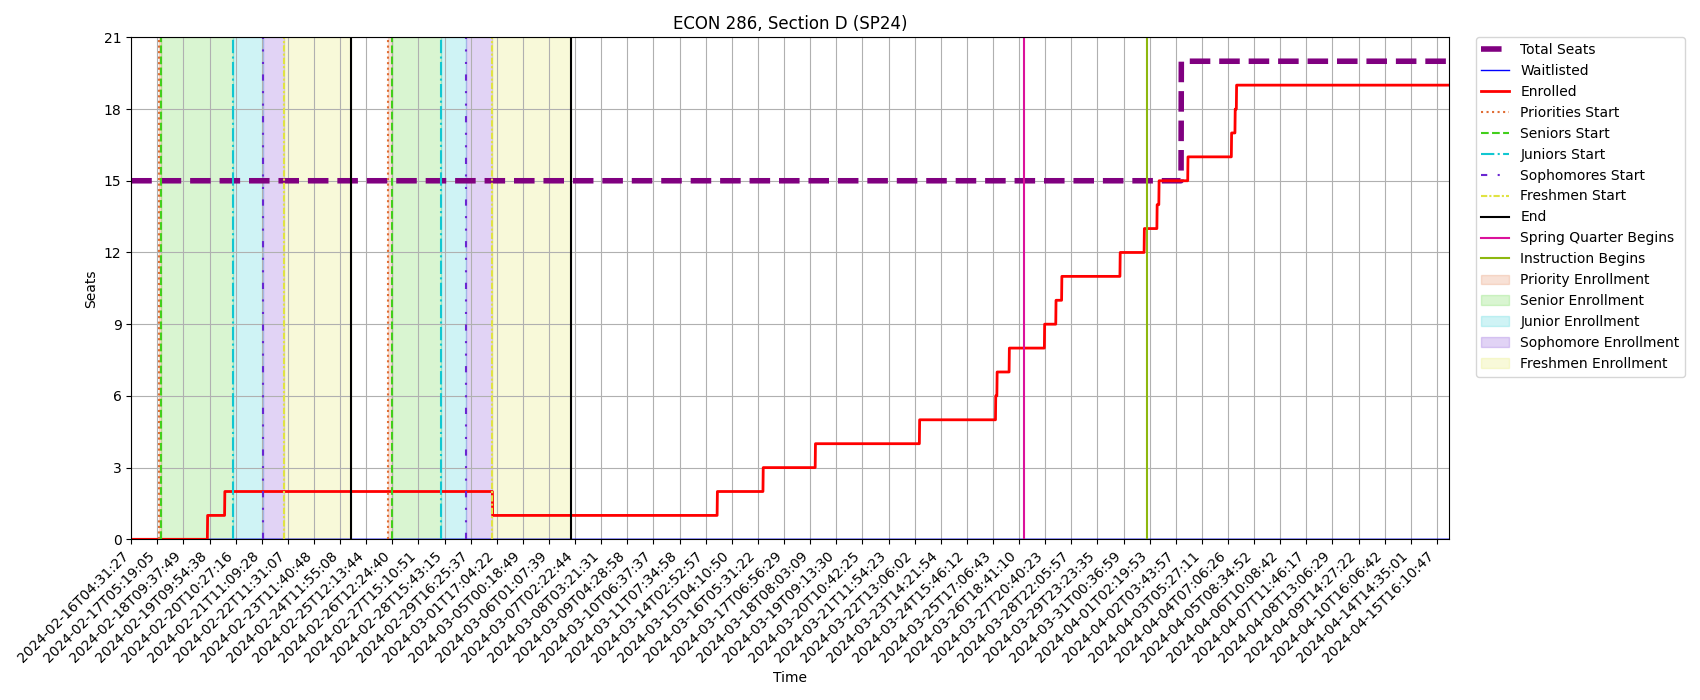 ECON 286, Section D (SP24)
Seats
21
18
15
12
9
6
3
0
2024-02-16T04:31:27
2024-02-17T05:19:05
2024-02-18T09:37:49
2024-02-19T09:54:38
2024-02-20T10:27:16
2024-02-21T11:09:28
2024-02-22T11:31:07
2024-02-23T11:40:48
2024-02-24T11:55:08
2024-02-25T12:13:44
2024-02-26T12:24:40
2024-02-27T15:10:51
2024-02-28T15:43:15
2024-02-29T16:25:37
2024-03-01T17:04:22
2024-03-05T00:18:49
2024-03-06T01:07:39
2024-03-07T02:22:44
2024-03-08T03:21:31
2024-03-09T04:28:58
2024-03-10T06:37:37
2024-03-11T07:34:58
2024-03-14T02:52:57
2024-03-15T04:10:50
2024-03-16T05:31:22
2024-03-17T06:56:29
2024-03-18T08:03:09
2024-03-19T09:13:30
2024-03-20T10:42:25
2024-03-21T11:54:23
2024-03-22T13:06:02
2024-03-23T14:21:54
2024-03-24T15:46:12
2024-03-25T17:06:43
2024-03-26T18:41:10
2024-03-27T20:40:23
2024-03-28T22:05:57
2024-03-29T23:23:35
2024-03-31T00:36:59
2024-04-01T02:19:53
2024-04-02T03:43:57
2024-04-03T05:27:11
2024-04-04T07:06:26
2024-04-05T08:34:52
2024-04-06T10:08:42
2024-04-07T11:46:17
2024-04-08T13:06:29
2024-04-09T14:27:22
2024-04-10T16:06:42
2024-04-14T14:35:01
2024-04-15T16:10:47
Time
Total Seats
Waitlisted
Enrolled
Priorities Start
Seniors Start
Juniors Start
Sophomores Start
Freshmen Start
End
Spring Quarter Begins
Instruction Begins
Priority Enrollment
Senior Enrollment
Junior Enrollment
Sophomore Enrollment
Freshmen Enrollment